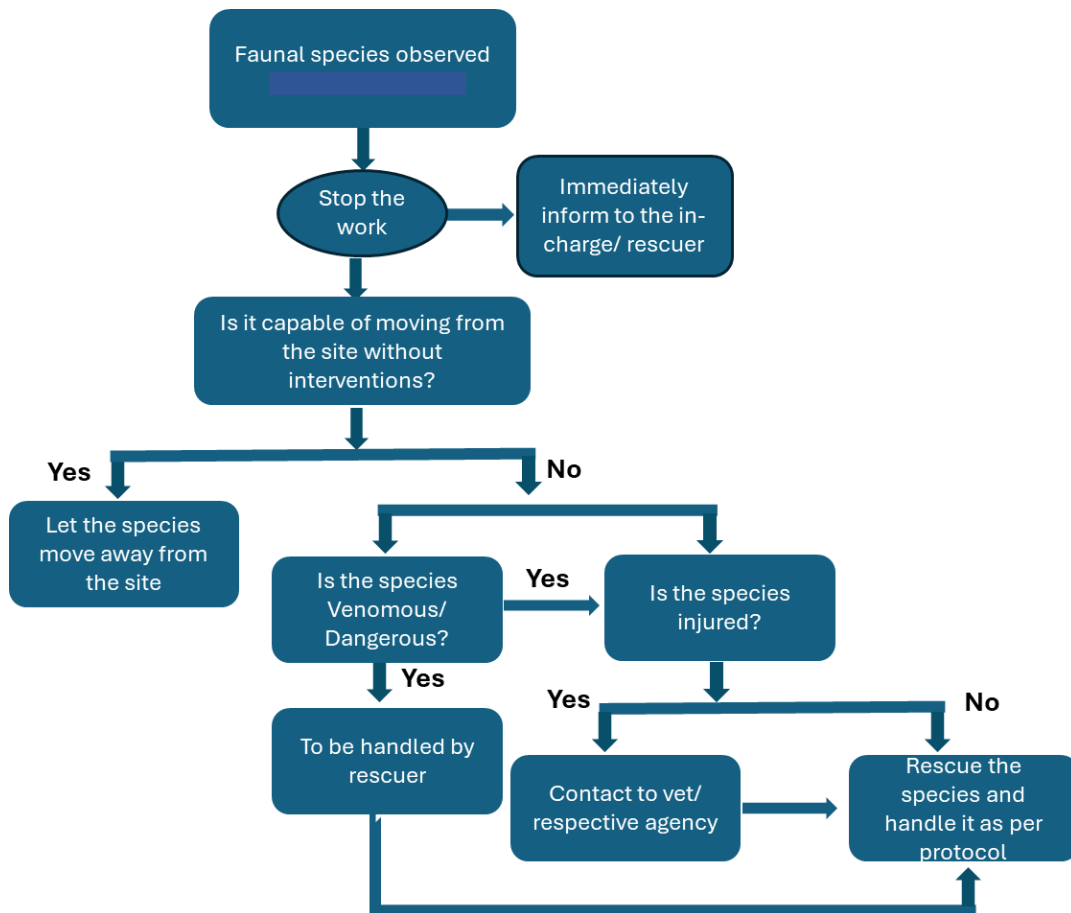 Faunal species observed
Stop the
work
Immediately
inform to the in-
charge/ rescuer
Is it capable of moving from
the site without
interventions?
Yes
No
Let the species
move away from
the site
Is the species
Venomous/
Dangerous?
Yes
Is the species
injured?
Yes
To be handled by
rescuer
Yes
No
Contact to vet/
respective agency
Rescue the
species and
handle it as per
protocol